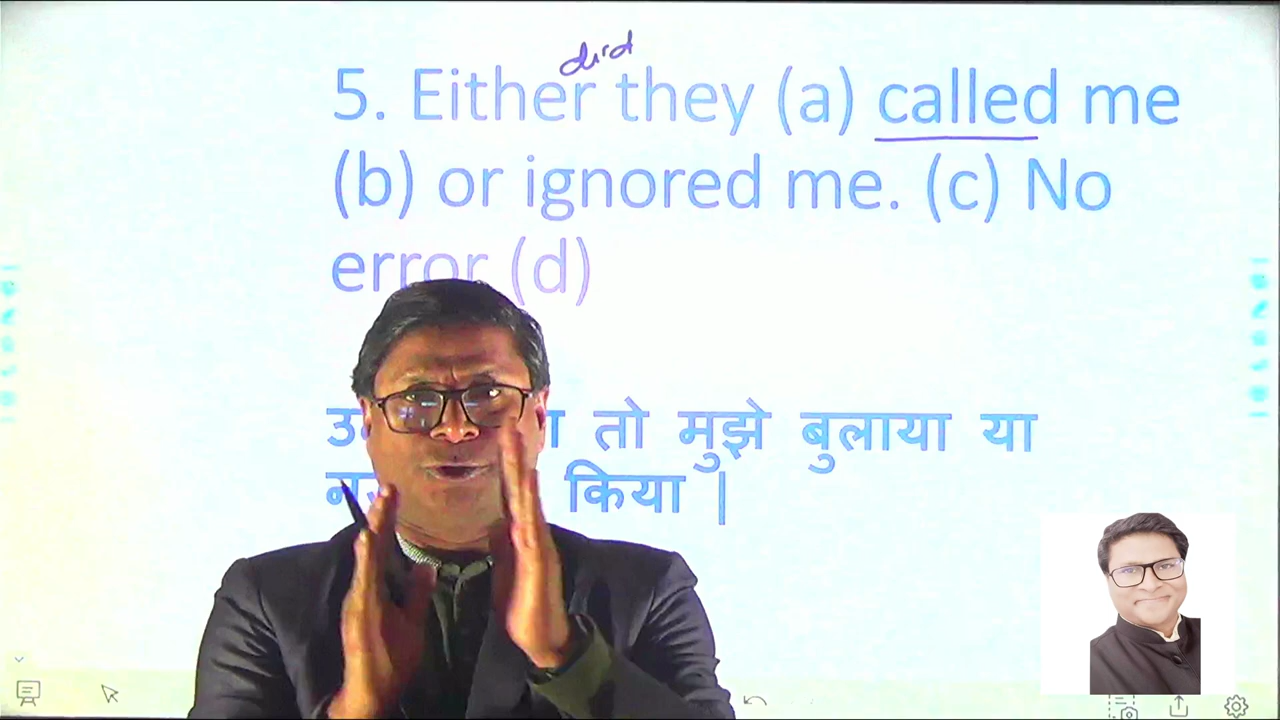 did
5. Either they (a) called me
(b) or ignored me. (c) No
error (d)
तो मुझे बुलाया या
किया |